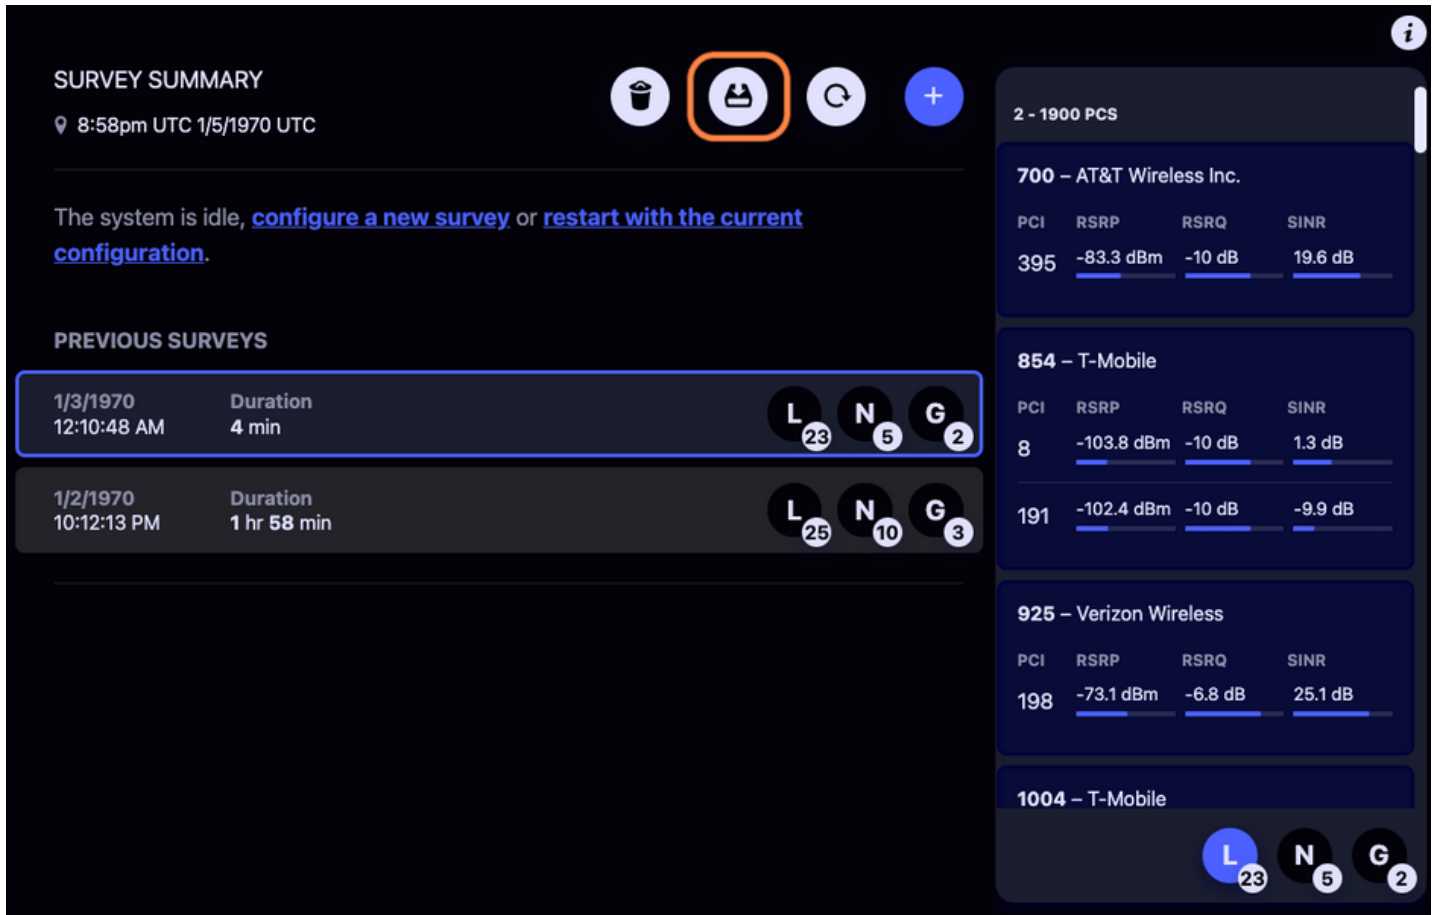 SURVEY SUMMARY
8:58pm UTC 1/5/1970 UTC
+
The system is idle, configure a new survey or restart with the current
configuration.
PREVIOUS SURVEYS
1/3/1970 Duration
12:10:48 AM 4 min
L 23 N 5 G 2
1/2/1970 Duration
10:12:13 PM 1 hr 58 min
L 25 N 10 G 3
i
2 - 1900 PCS
700 – AT&T Wireless Inc.
PCI RSRP RSRQ SINR
395 -83.3 dBm -10 dB 19.6 dB
854 – T-Mobile
PCI RSRP RSRQ SINR
8 -103.8 dBm -10 dB 1.3 dB
191 -102.4 dBm -10 dB -9.9 dB
925 – Verizon Wireless
PCI RSRP RSRQ SINR
198 -73.1 dBm -6.8 dB 25.1 dB
1004 – T-Mobile
L 23 N 5 G 2